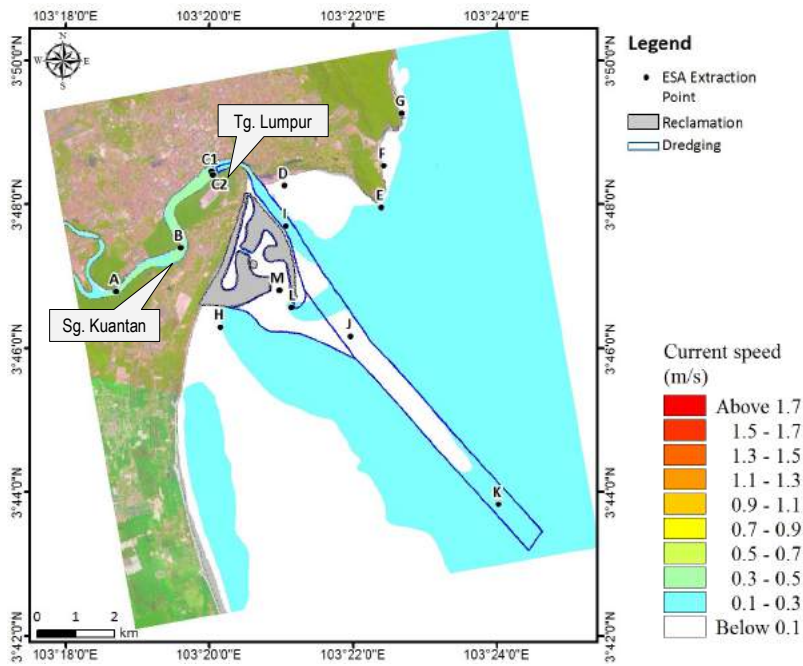 103°18'0"E
103°20'0"E
103°22'0"E
103°24'0"E
3°50'0"N
3°48'0"N
3°46'0"N
3°44'0"N
3°42'0"N
3°50'0"N
3°48'0"N
3°46'0"N
3°44'0"N
3°42'0"N
N
W
E
S
G
Tg. Lumpur
C1
C2
F
D
E
I
B
A
M
L
Sg. Kuantan
H
J
K
0 1 2
km
103°18'0"E
103°20'0"E
103°22'0"E
103°24'0"E
Legend
ESA Extraction
Point
Reclamation
Dredging
Current speed
(m/s)
Above 1.7
1.5 - 1.7
1.3 - 1.5
1.1 - 1.3
0.9 - 1.1
0.7 - 0.9
0.5 - 0.7
0.3 - 0.5
0.1 - 0.3
Below 0.1